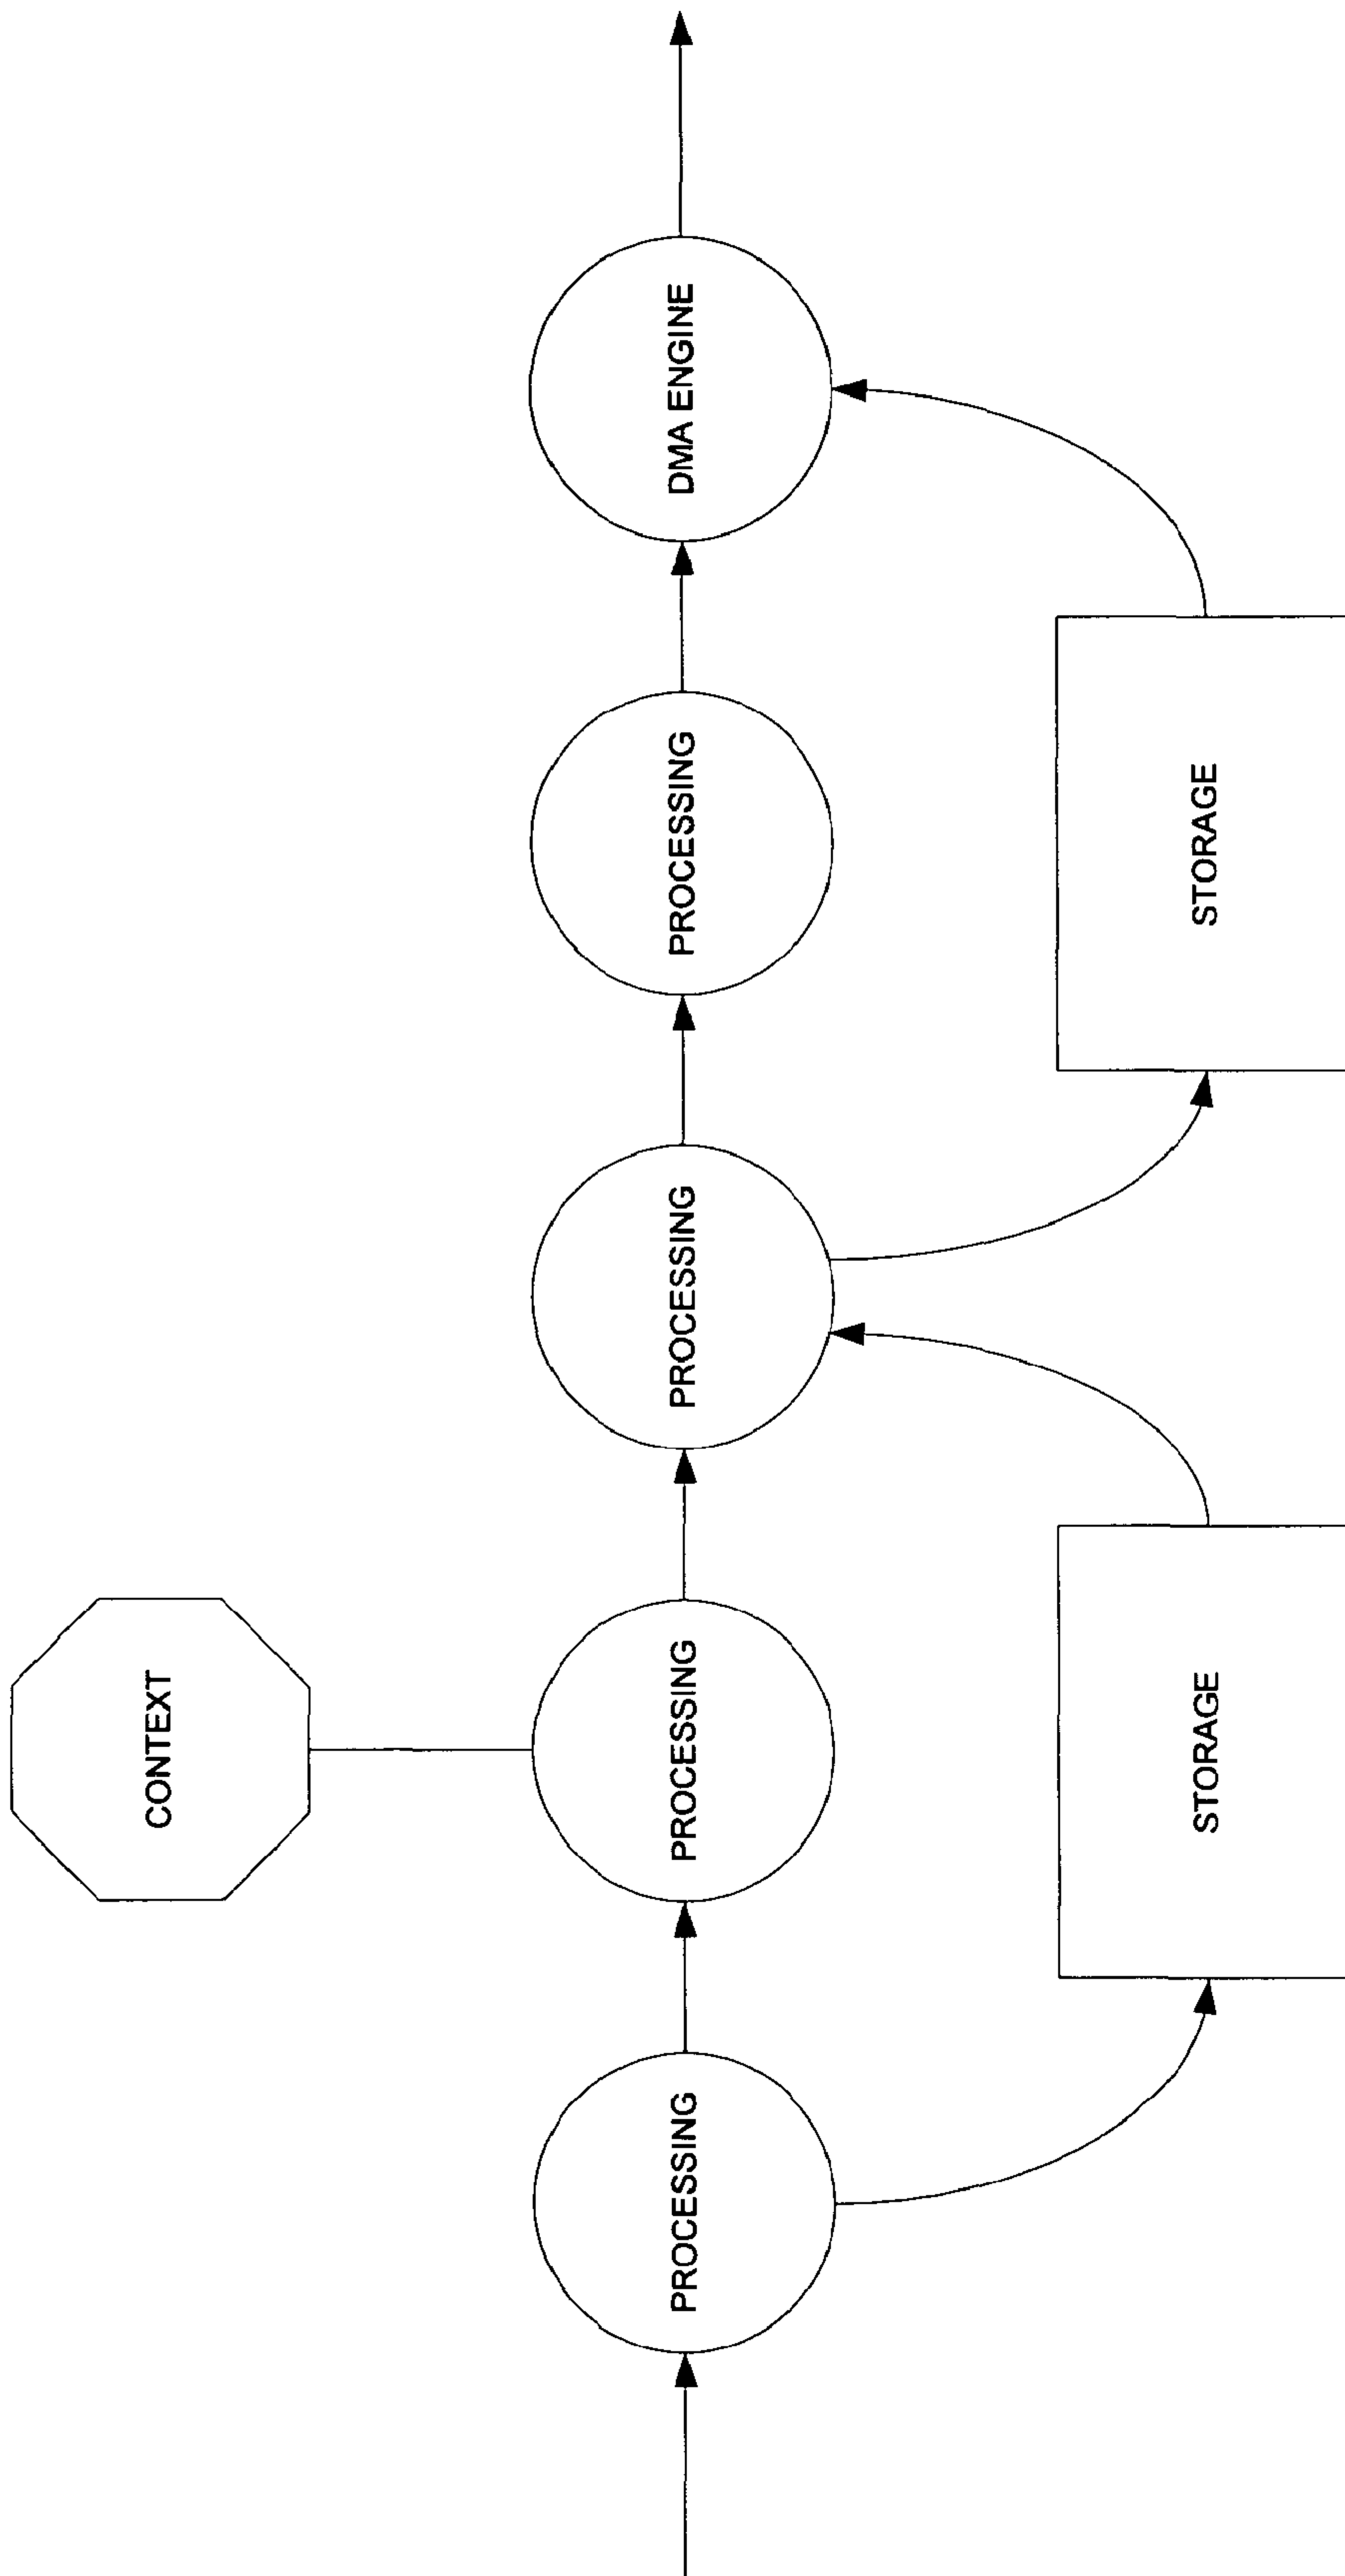 CONTEXT
PROCESSING
PROCESSING
PROCESSING
PROCESSING
DMA ENGINE
STORAGE
STORAGE